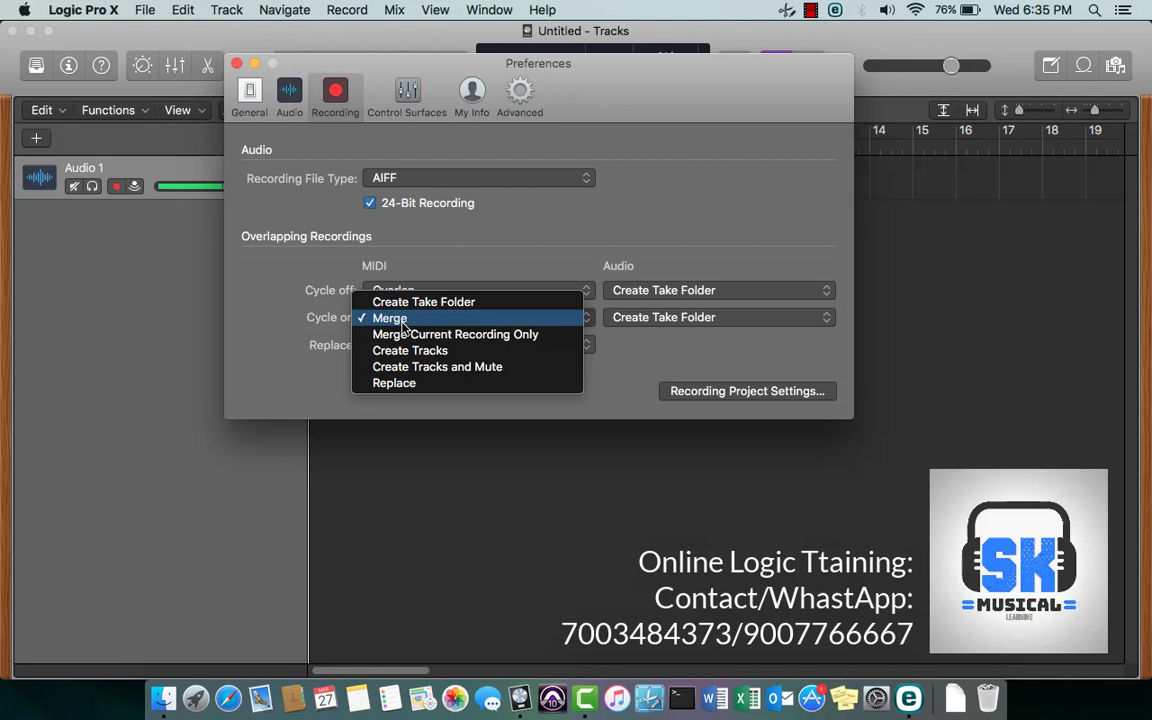 Logic Pro X File Edit Track Navigate Record Mix View Window Help 76% Wed 6:35 PM
Untitled - Tracks
Preferences
General Audio Recording Control Surfaces My Info Advanced
Edit Functions View
14 15 16 17 18 19
Audio
Audio 1
Recording File Type: AIFF
24-Bit Recording
Overlapping Recordings
MIDI Audio
Cycle off: Overlap Create Take Folder
Create Take Folder
Cycle on Merge Create Take Folder
Merge Current Recording Only
Replace
Create Tracks
Create Tracks and Mute
Replace
Recording Project Settings...
SK
MUSICAL
LEARNING
Online Logic Ttaining:
Contact/WhastApp:
7003484373/9007766667
27
10